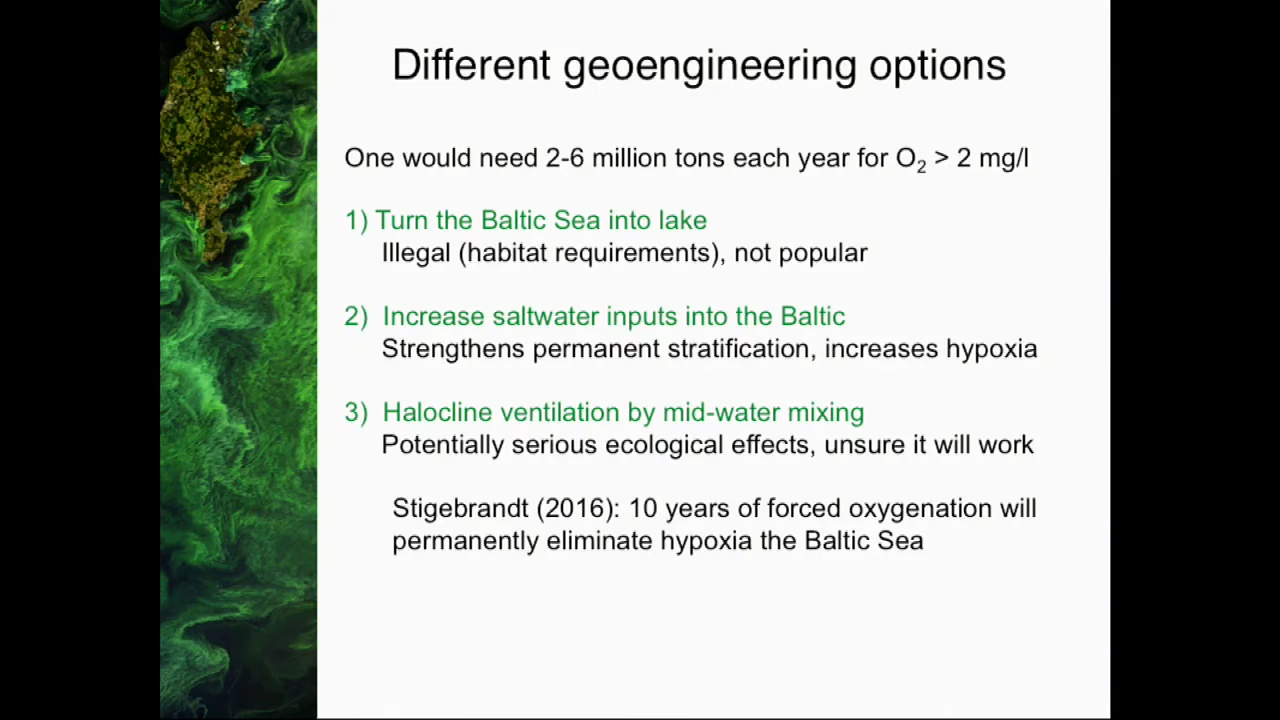 Different geoengineering options
One would need 2-6 million tons each year for O₂ > 2 mg/l
1) Turn the Baltic Sea into lake
Illegal (habitat requirements), not popular
2) Increase saltwater inputs into the Baltic
Strengthens permanent stratification, increases hypoxia
3) Halocline ventilation by mid-water mixing
Potentially serious ecological effects, unsure it will work
Stigebrandt (2016): 10 years of forced oxygenation will
permanently eliminate hypoxia the Baltic Sea